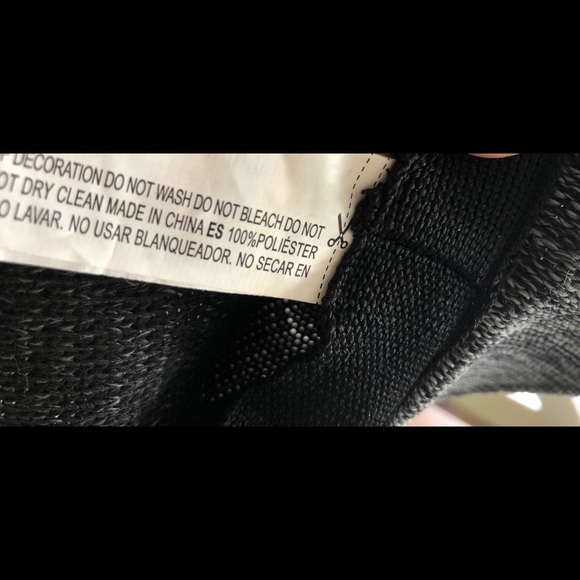 DECORATION DO NOT WASH DO NOT BLEACH DO NOT
OT DRY CLEAN MADE IN CHINA ES 100%POLIÉSTER
O LAVAR. NO USAR BLANQUEADOR. NO SECAR EN